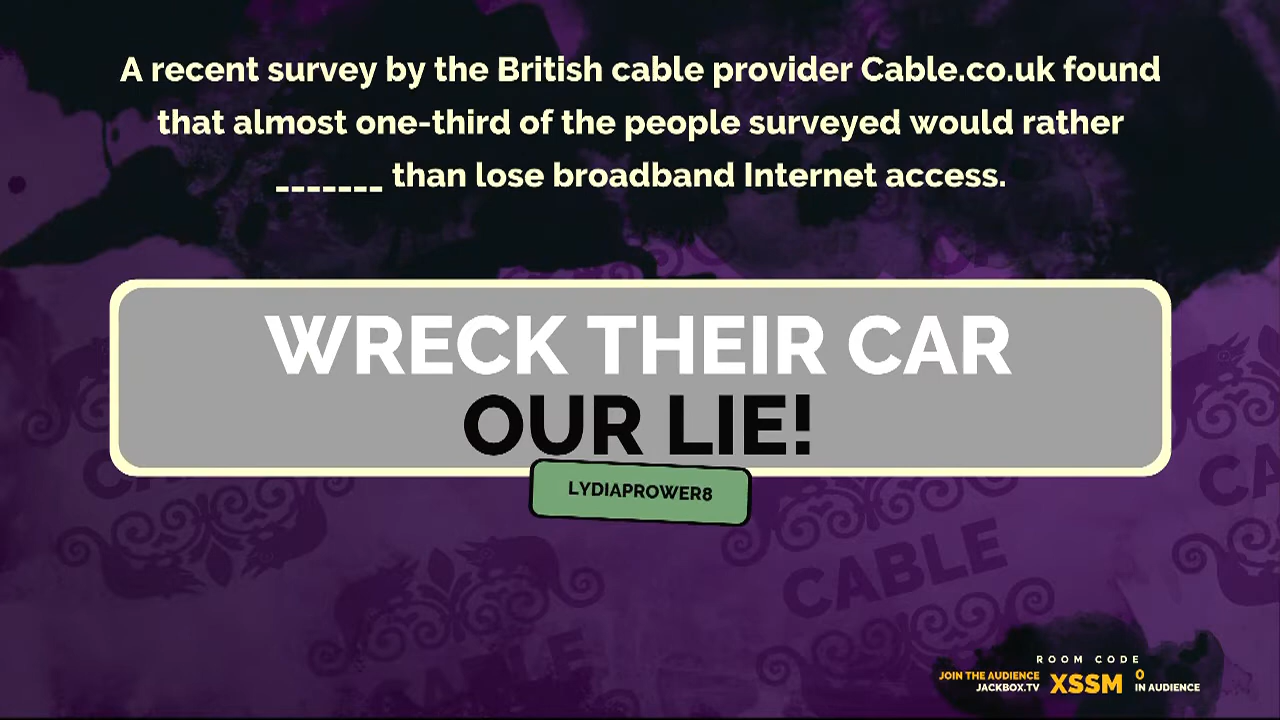 A recent survey by the British cable provider Cable.co.uk found
that almost one-third of the people surveyed would rather
_______ than lose broadband Internet access.
WRECK THEIR CAR
OUR LIE!
LYDIAPROWER8
CABLE
ROOM CODE
JOIN THE AUDIENCE
JACKBOX.TV
XSSM
0
IN AUDIENCE